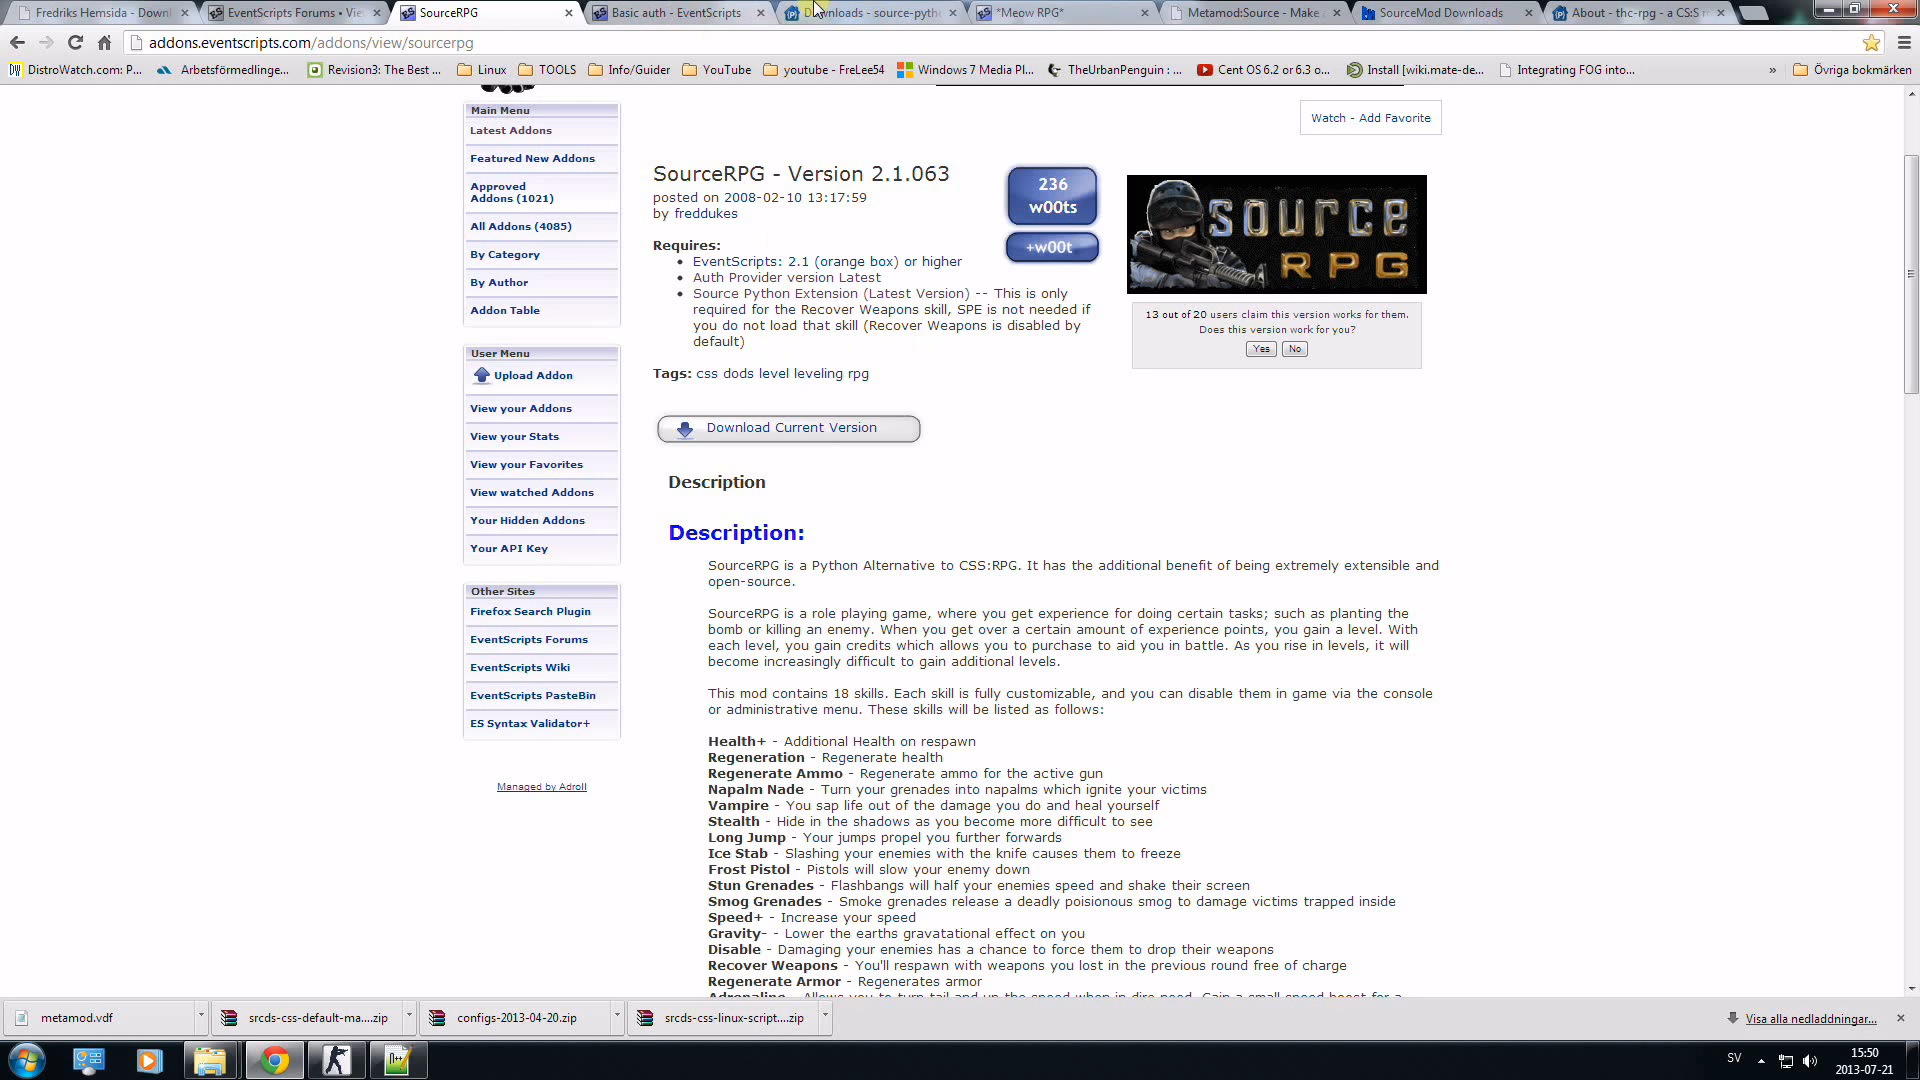 Fredriks Hemsida - Downl
EventScripts Forums • Vie
SourceRPG
Basic auth - EventScripts
Downloads - source-pyth
*Meow RPG*
Metamod:Source - Make
SourceMod Downloads
About - thc-rpg - a CS:S r
addons.eventscripts.com/addons/view/sourcerpg
DistroWatch.com: P...
Arbetsförmedlinge...
Revision3: The Best ...
Linux
TOOLS
Info/Guider
YouTube
youtube - FreLee54
Windows 7 Media Pl...
TheUrbanPenguin : ...
Cent OS 6.2 or 6.3 o...
Install [wiki.mate-de...
Integrating FOG into...
»
Övriga bokmärken
Main Menu
Latest Addons
Featured New Addons
Approved
Addons (1021)
All Addons (4085)
By Category
By Author
Addon Table
User Menu
Upload Addon
View your Addons
View your Stats
View your Favorites
View watched Addons
Your Hidden Addons
Your API Key
Other Sites
Firefox Search Plugin
EventScripts Forums
EventScripts Wiki
EventScripts PasteBin
ES Syntax Validator+
Managed by Adroll
Watch - Add Favorite
SourceRPG - Version 2.1.063
posted on 2008-02-10 13:17:59
by freddukes
236
w00ts
+w00t
Requires:
• EventScripts: 2.1 (orange box) or higher
• Auth Provider version Latest
• Source Python Extension (Latest Version) -- This is only
required for the Recover Weapons skill, SPE is not needed if
you do not load that skill (Recover Weapons is disabled by
default)
Tags: css dods level leveling rpg
source
RPG
13 out of 20 users claim this version works for them.
Does this version work for you?
Yes
No
Download Current Version
Description
Description:
SourceRPG is a Python Alternative to CSS:RPG. It has the additional benefit of being extremely extensible and
open-source.
SourceRPG is a role playing game, where you get experience for doing certain tasks; such as planting the
bomb or killing an enemy. When you get over a certain amount of experience points, you gain a level. With
each level, you gain credits which allows you to purchase to aid you in battle. As you rise in levels, it will
become increasingly difficult to gain additional levels.
This mod contains 18 skills. Each skill is fully customizable, and you can disable them in game via the console
or administrative menu. These skills will be listed as follows:
Health+ - Additional Health on respawn
Regeneration - Regenerate health
Regenerate Ammo - Regenerate ammo for the active gun
Napalm Nade - Turn your grenades into napalms which ignite your victims
Vampire - You sap life out of the damage you do and heal yourself
Stealth - Hide in the shadows as you become more difficult to see
Long Jump - Your jumps propel you further forwards
Ice Stab - Slashing your enemies with the knife causes them to freeze
Frost Pistol - Pistols will slow your enemy down
Stun Grenades - Flashbangs will half your enemies speed and shake their screen
Smog Grenades - Smoke grenades release a deadly poisionous smog to damage victims trapped inside
Speed+ - Increase your speed
Gravity- - Lower the earths gravatational effect on you
Disable - Damaging your enemies has a chance to force them to drop their weapons
Recover Weapons - You'll respawn with weapons you lost in the previous round free of charge
Regenerate Armor - Regenerates armor
Adrenaline - Allows you to turn tail and up the speed when in dire need. Gain a small speed boost for a
metamod.vdf
srcds-css-default-ma....zip
configs-2013-04-20.zip
srcds-css-linux-script....zip
Visa alla nedladdningar...
SV
15:50
2013-07-21